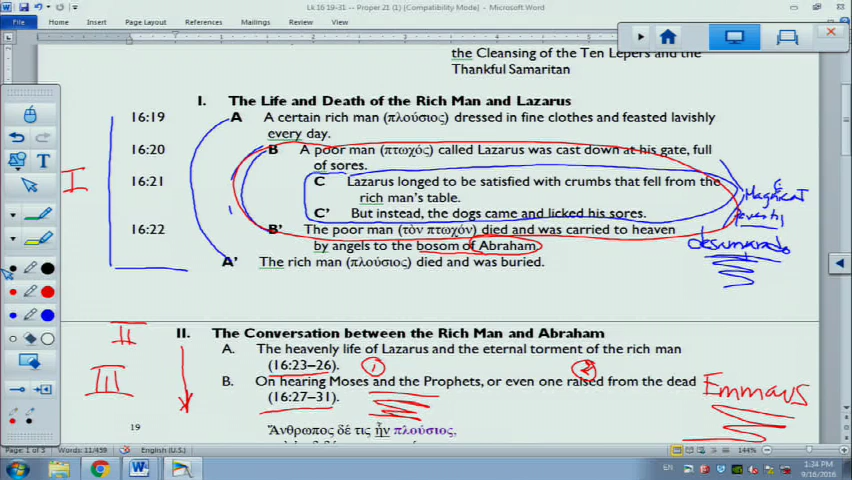 Lk 16 19-31 -- Proper 21 (1) [Compatibility Mode] - Microsoft Word
File Home Insert Page Layout References Mailings Review View
the Cleansing of the Ten Lepers and the
Thankful Samaritan
I. The Life and Death of the Rich Man and Lazarus
16:19 A A certain rich man (πλούσιος) dressed in fine clothes and feasted lavishly
every day.
16:20 B A poor man (πτωχός) called Lazarus was cast down at his gate, full
of sores.
16:21 C Lazarus longed to be satisfied with crumbs that fell from the
rich man's table.
C' But instead, the dogs came and licked his sores.
16:22 B' The poor man (τὸν πτωχόν) died and was carried to heaven
by angels to the bosom of Abraham)
A' The rich man (πλούσιος) died and was buried.
I
Magnificat
II
II. The Conversation between the Rich Man and Abraham
A. The heavenly life of Lazarus and the eternal torment of the rich man
(16:23–26). 1 2
III
B. On hearing Moses and the Prophets, or even one raised from the dead
(16:27–31).
Emmaus
Ἄνθρωπος δέ τις ἦν πλούσιος,
19
Page: 1 of 3 Words: 11/459 English (U.S.) 144%
EN 1:24 PM
9/16/2016